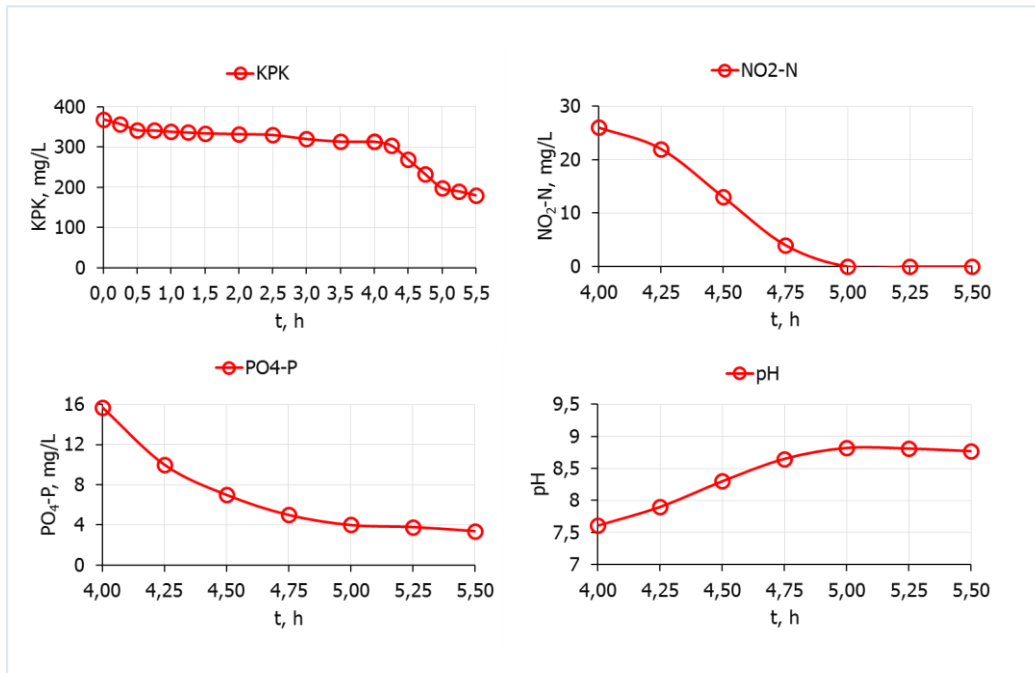 KPK
KPK, mg/L
400
300
200
100
0
0,0 0,5 1,0 1,5 2,0 2,5 3,0 3,5 4,0 4,5 5,0 5,5
t, h
NO2-N
NO₂-N, mg/L
30
20
10
0
4,00 4,25 4,50 4,75 5,00 5,25 5,50
t, h
PO4-P
PO₄-P, mg/L
16
12
8
4
0
4,00 4,25 4,50 4,75 5,00 5,25 5,50
t, h
pH
pH
9,5
9
8,5
8
7,5
7
4,00 4,25 4,50 4,75 5,00 5,25 5,50
t, h